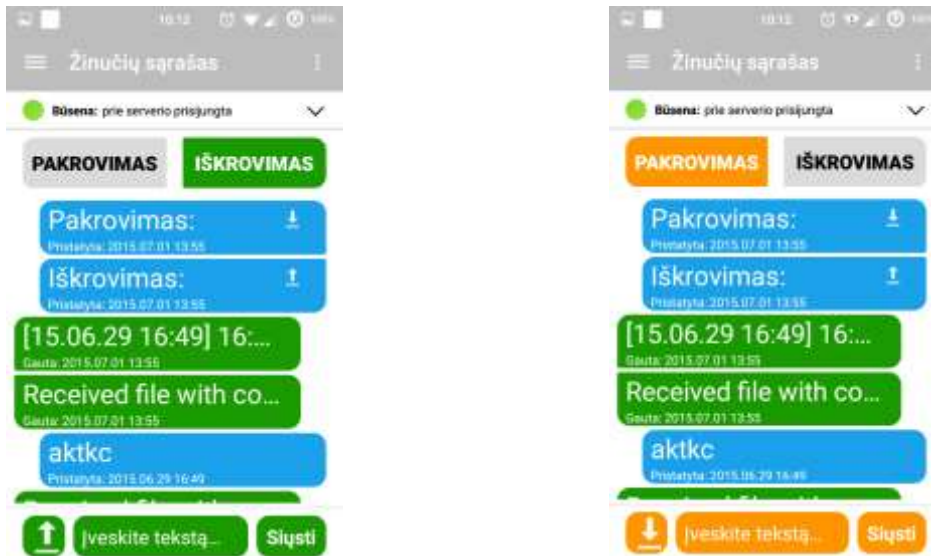 10:12
Žinučių sąrašas
Būsena: prie serverio prisijungta
PAKROVIMAS IŠKROVIMAS
Pakrovimas:
Pristatyta: 2015.07.01 13:55
Iškrovimas:
Pristatyta: 2015.07.01 13:55
[15.06.29 16:49] 16:...
Gauta: 2015.07.01 13:55
Received file with co...
Gauta: 2015.07.01 13:55
aktkc
Pristatyta: 2015.06.29 16:49
Įveskite tekstą... Siųsti
10:12
Žinučių sąrašas
Būsena: prie serverio prisijungta
PAKROVIMAS IŠKROVIMAS
Pakrovimas:
Pristatyta: 2015.07.01 13:55
Iškrovimas:
Pristatyta: 2015.07.01 13:55
[15.06.29 16:49] 16:...
Gauta: 2015.07.01 13:55
Received file with co...
Gauta: 2015.07.01 13:55
aktkc
Pristatyta: 2015.06.29 16:49
Įveskite tekstą... Siųsti